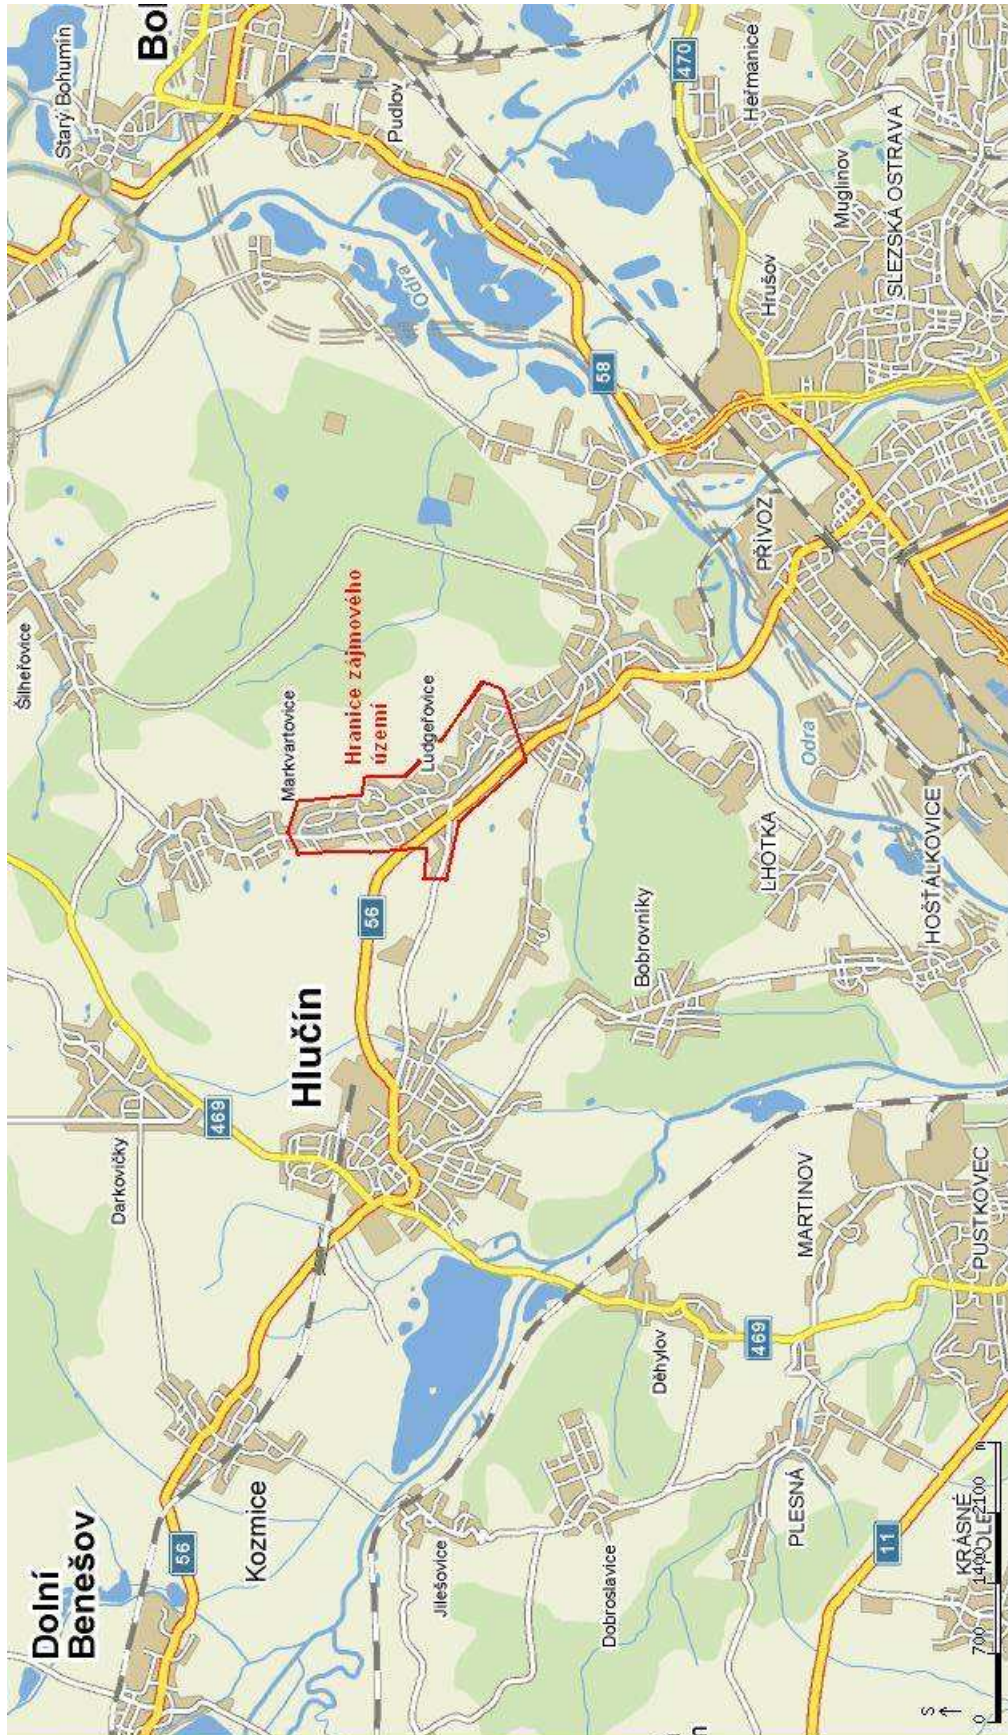 Starý Bohumín
Bo
Pudlov
470
Heřmanice
Muglinov
SLEZSKÁ OSTRAVA
Hrušov
Odra
58
PŘÍVOZ
Šilheřovice
Markvartovice
Hranice zájmového
území
Ludgeřovice
Odra
LHOTKA
HOŠŤÁLKOVICE
Bobrovníky
56
Hlučín
469
Darkovičky
MARTINOV
PUSTKOVEC
Děhylov
469
Dolní
Benešov
56
Kozmice
Jilešovice
Dobroslavice
PLESNÁ
11
KRÁSNÉ
POLE
S
0 700 1400 2100 m